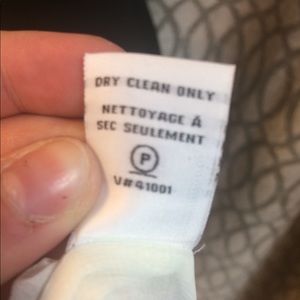 DRY CLEAN ONLY
NETTOYAGE À
SEC SEULEMENT
P
V#41001